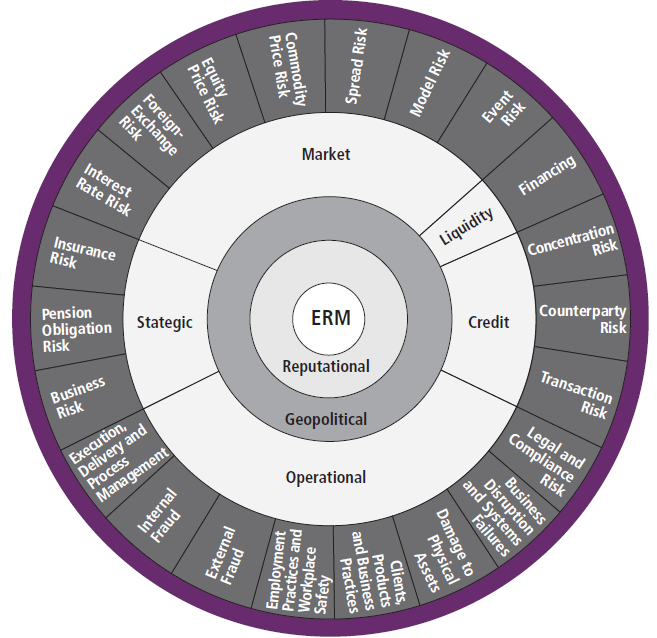 Commodity
Price Risk
Spread Risk
Model Risk
Event
Risk
Financing
Concentration
Risk
Counterparty
Risk
Transaction
Risk
Legal and
Compliance
Risk
Business
Disruption
and Systems
Failures
Damage to
Physical
Assets
Clients,
Products
and Business
Practices
Employment
Practices and
Workplace
Safety
External
Fraud
Internal
Fraud
Execution,
Delivery and
Process
Management
Business
Risk
Pension
Obligation
Risk
Insurance
Risk
Interest
Rate Risk
Foreign-
Exchange
Risk
Equity
Price Risk
Market
Liquidity
Credit
Operational
Stategic
Geopolitical
Reputational
ERM